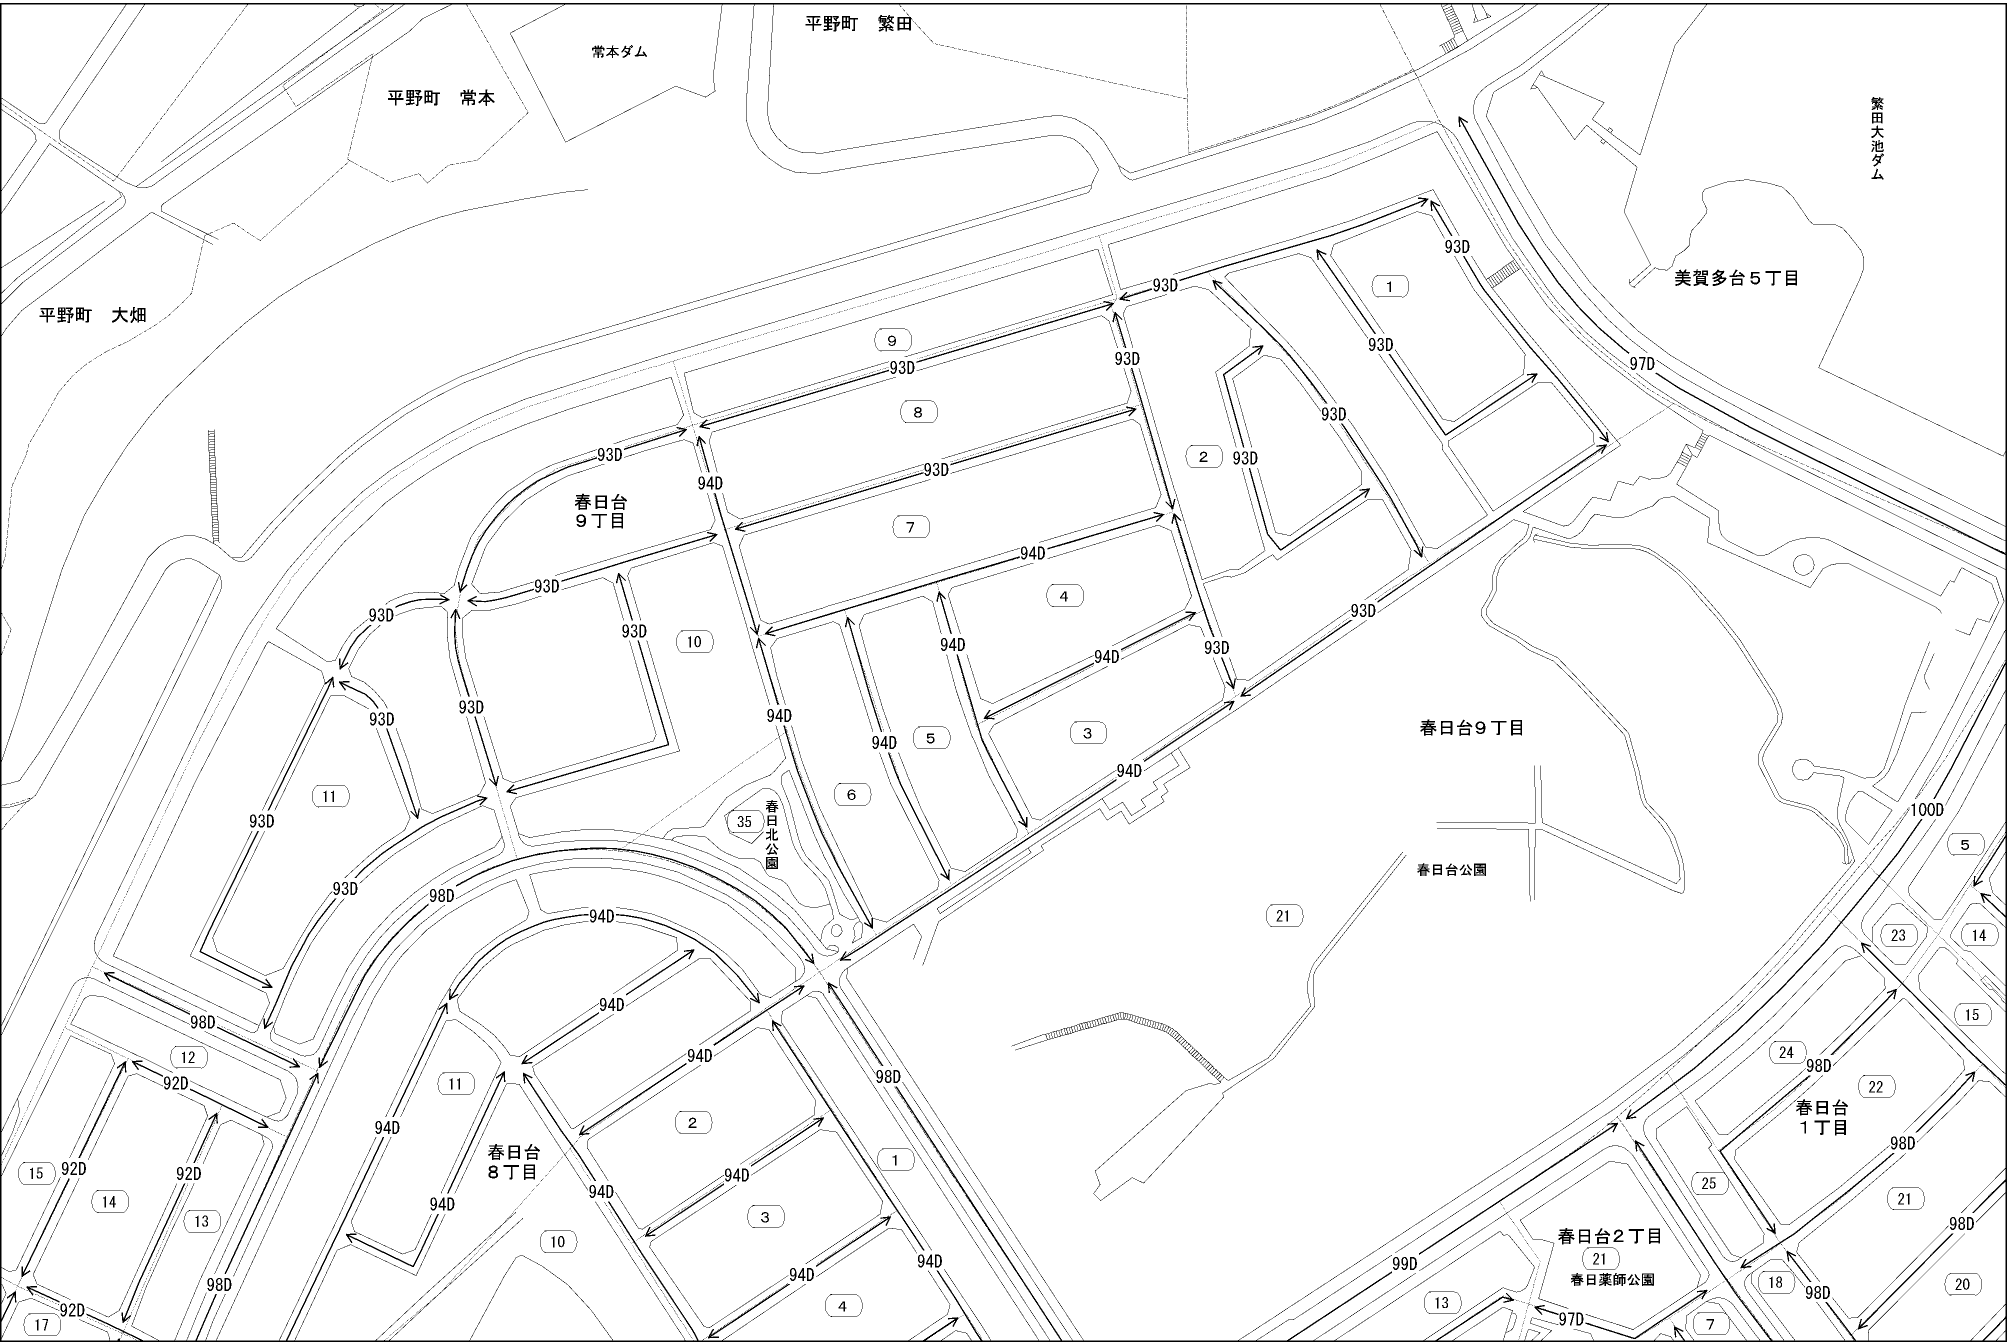 平野町　繁田
常本ダム
平野町　常本
繁田大池ダム
美賀多台５丁目
平野町　大畑
93D
93D
1
9
93D
93D
93D
97D
93D
8
93D
93D
2
93D
93D
94D
春日台
９丁目
7
94D
93D
4
93D
93D
93D
10
94D
94D
93D
3
93D
93D
94D
94D
5
春日台９丁目
94D
6
11
93D
35
春日北公園
100D
5
春日台公園
93D
98D
94D
21
23
14
94D
98D
15
12
94D
24
98D
92D
11
98D
22
春日台
１丁目
2
94D
98D
春日台
８丁目
1
15
92D
92D
94D
25
14
94D
94D
21
13
3
98D
10
春日台２丁目
21
春日薬師公園
94D
99D
94D
98D
18
98D
20
92D
17
4
13
97D
7